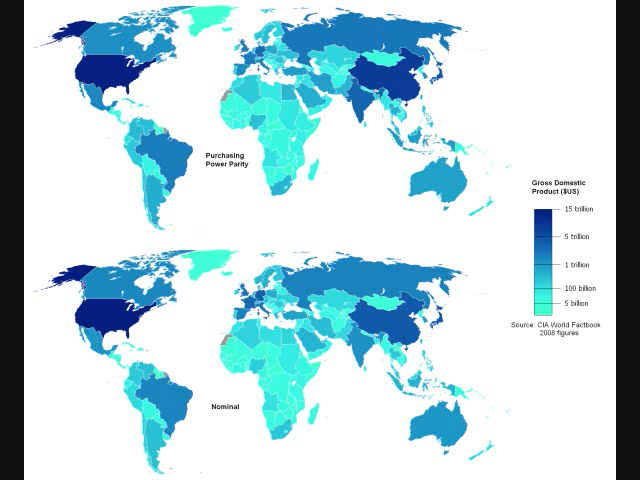 Purchasing
Power Parity
Gross Domestic
Product ($US)
15 trillion
5 trillion
1 trillion
100 billion
5 billion
Source: CIA World Factbook
2008 figures
Nominal